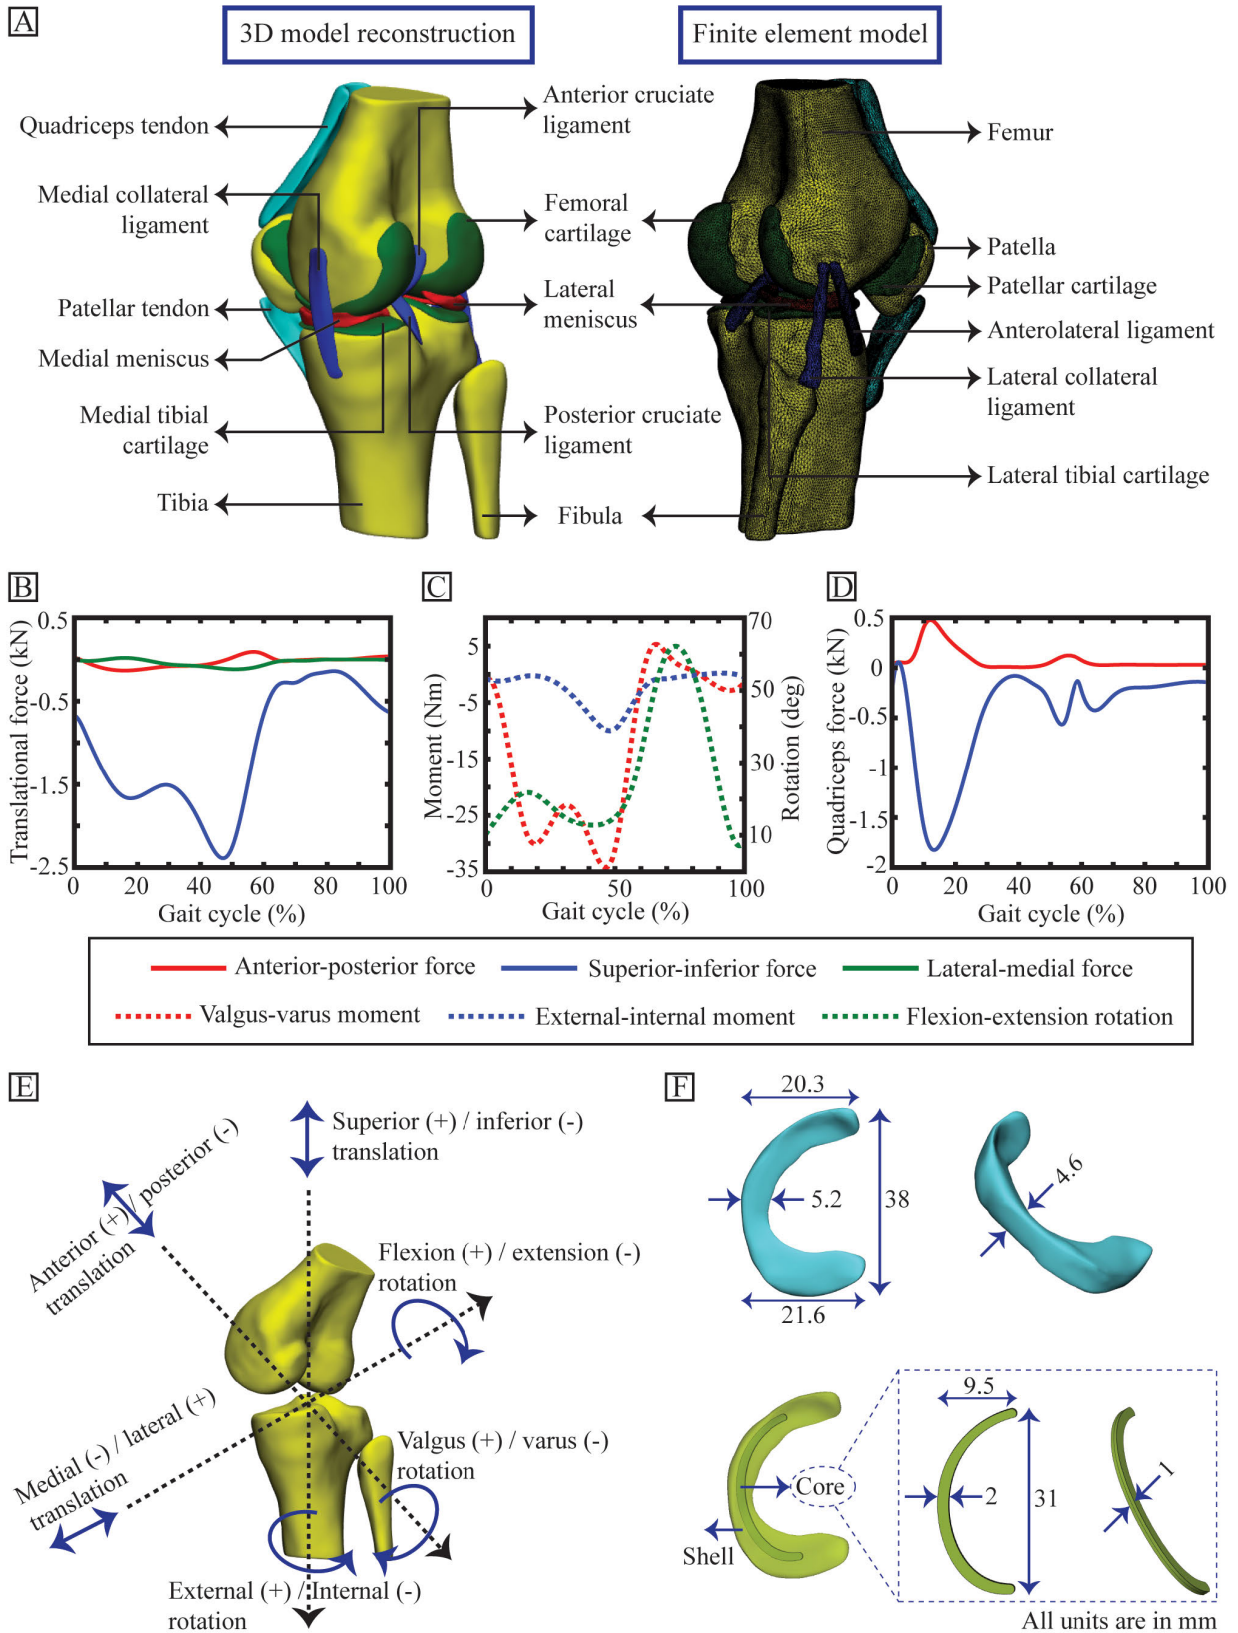 A
3D model reconstruction
Finite element model
Quadriceps tendon
Medial collateral
ligament
Patellar tendon
Medial meniscus
Medial tibial
cartilage
Tibia
Anterior cruciate
ligament
Femoral
cartilage
Lateral
meniscus
Posterior cruciate
ligament
Fibula
Femur
Patella
Patellar cartilage
Anterolateral ligament
Lateral collateral
ligament
Lateral tibial cartilage
B
Translational force (kN)
0.5
0
-0.5
-1.5
-2.5
0 20 40 60 80 100
Gait cycle (%)
C
Moment (Nm)
5
-5
-15
-25
-35
0 50 100
Gait cycle (%)
70
50
30
10
Rotation (deg)
D
Quadriceps force (kN)
0.5
0
-0.5
-1
-1.5
-2
0 20 40 60 80 100
Gait cycle (%)
Anterior-posterior force
Superior-inferior force
Lateral-medial force
Valgus-varus moment
External-internal moment
Flexion-extension rotation
E
Superior (+) / inferior (-)
translation
Anterior (+) / posterior (-)
translation
Flexion (+) / extension (-)
rotation
Medial (-) / lateral (+)
translation
Valgus (+) / varus (-)
rotation
External (+) / Internal (-)
rotation
F
20.3
5.2
38
21.6
4.6
Core
Shell
9.5
2
31
1
All units are in mm